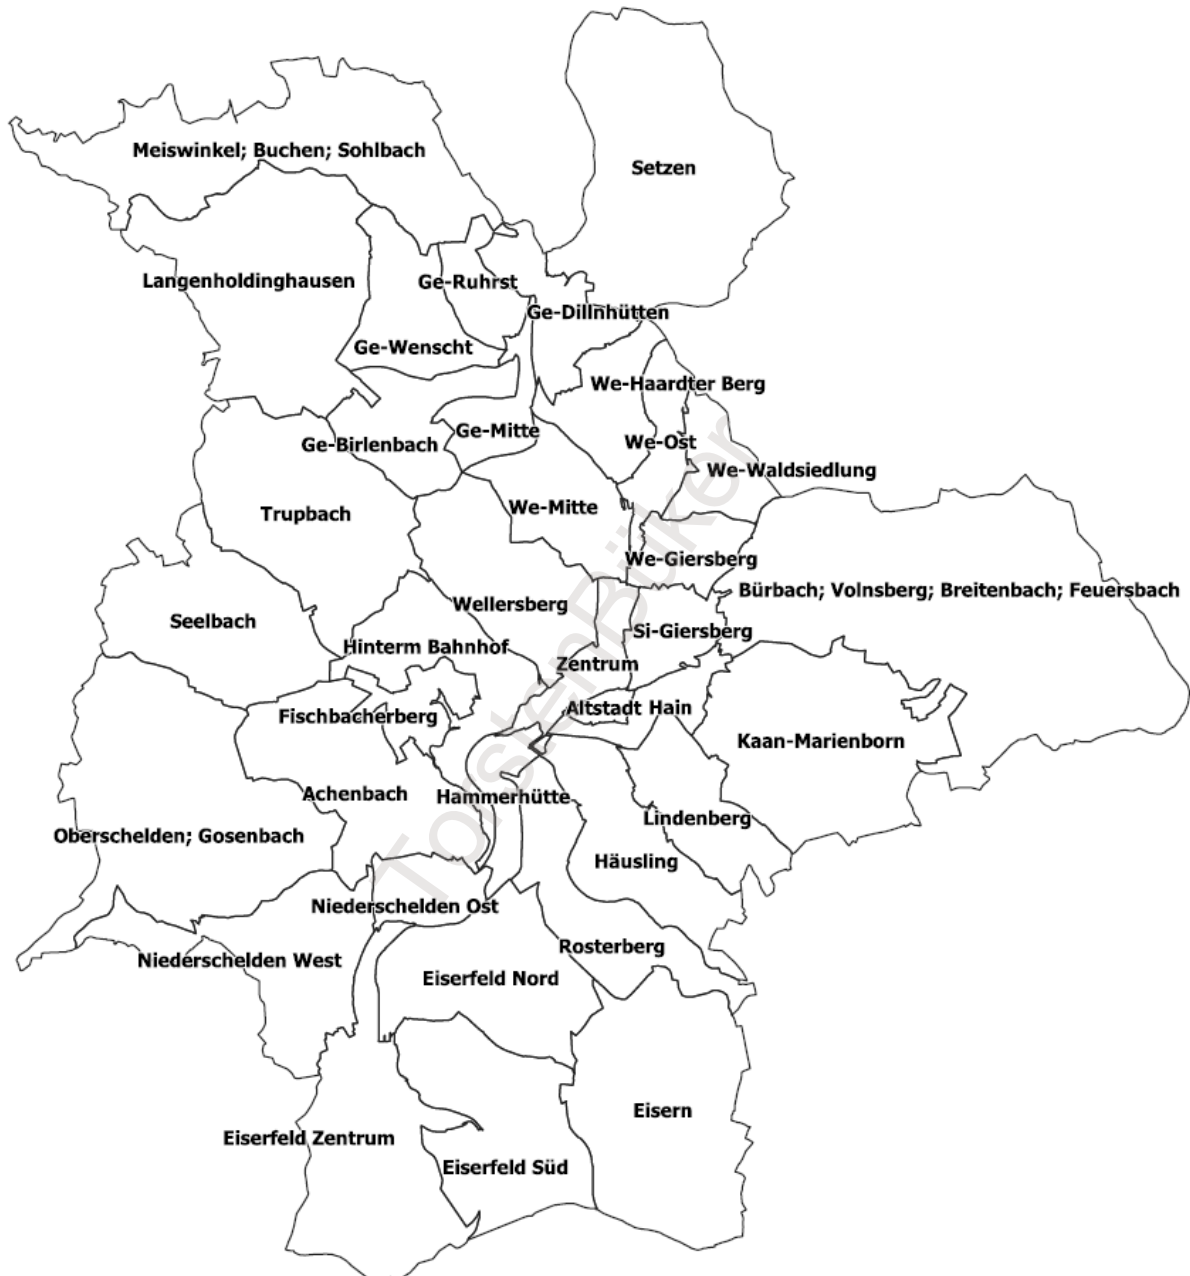 Meiswinkel; Buchen; Sohlbach
Setzen
Langenholdinghausen
Ge-Ruhrst
Ge-Dillnhütten
Ge-Wenscht
We-Haardter Berg
Ge-Mitte
Ge-Birlenbach
We-Ost
We-Waldsiedlung
Trupbach
We-Mitte
We-Giersberg
Bürbach; Volnsberg; Breitenbach; Feuersbach
Seelbach
Wellersberg
Si-Giersberg
Hinterm Bahnhof
Zentrum
Fischbacherberg
Altstadt Hain
Kaan-Marienborn
Achenbach
Hammerhütte
Lindenberg
Oberschelden; Gosenbach
Häusling
Niederschelden Ost
Rosterberg
Niederschelden West
Eiserfeld Nord
Eisern
Eiserfeld Zentrum
Eiserfeld Süd
TorstenBüker